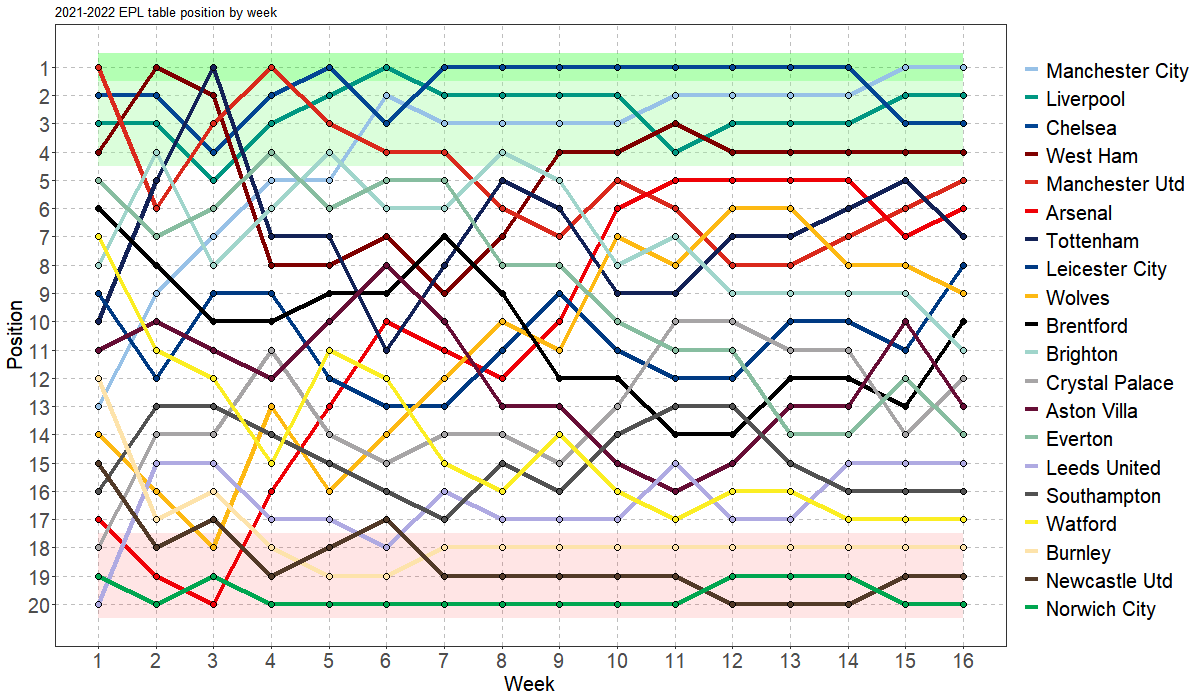 2021-2022 EPL table position by week
Position
1
2
3
4
5
6
7
8
9
10
11
12
13
14
15
16
17
18
19
20
1 2 3 4 5 6 7 8 9 10 11 12 13 14 15 16
Week
Manchester City
Liverpool
Chelsea
West Ham
Manchester Utd
Arsenal
Tottenham
Leicester City
Wolves
Brentford
Brighton
Crystal Palace
Aston Villa
Everton
Leeds United
Southampton
Watford
Burnley
Newcastle Utd
Norwich City